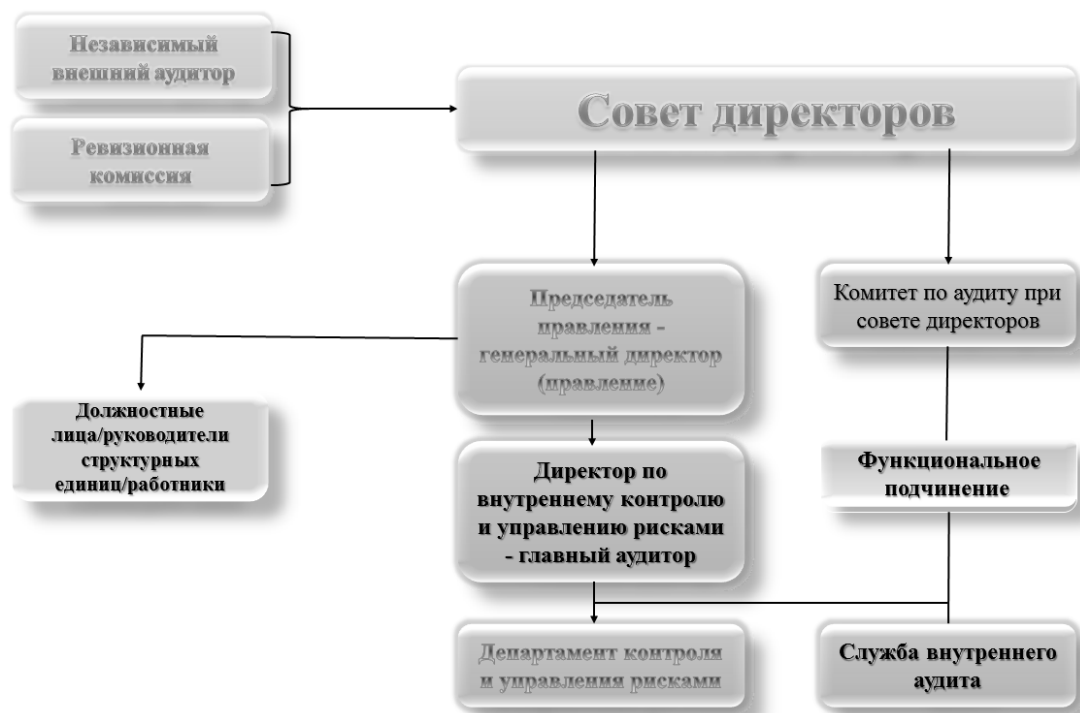 Независимый
внешний аудитор
Ревизионная
комиссия
Совет директоров
Председатель
правления -
генеральный директор
(правление)
Комитет по аудиту при
совете директоров
Должностные
лица/руководители
структурных
единиц/работники
Директор по
внутреннему контролю
и управлению рисками
- главный аудитор
Функциональное
подчинение
Департамент контроля
и управления рисками
Служба внутреннего
аудита